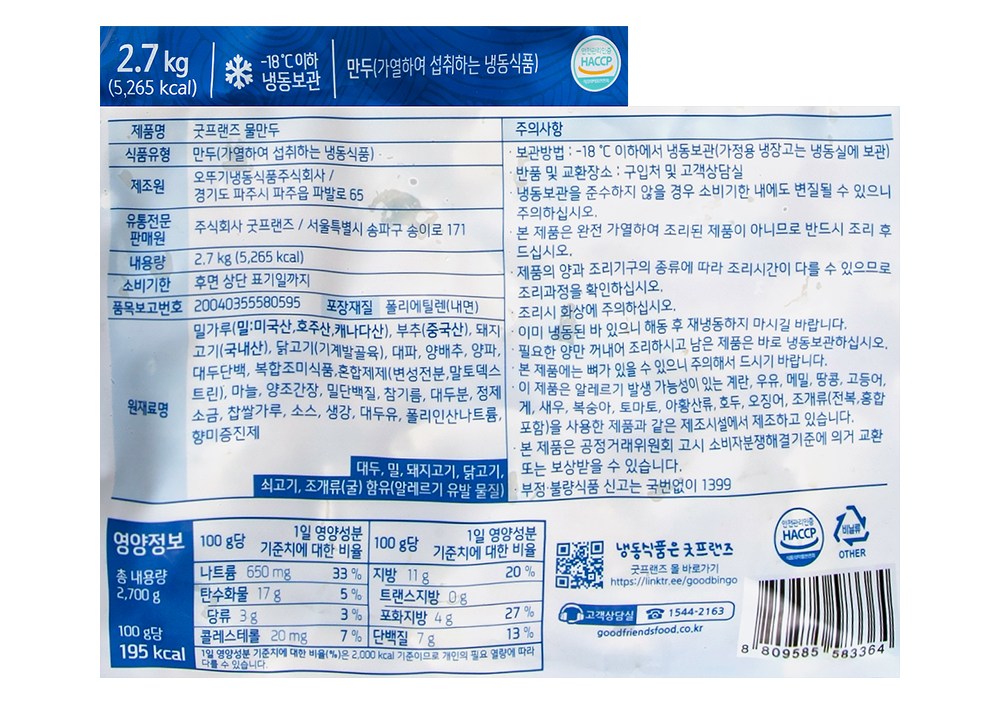 2.7 kg
(5,265 kcal)
-18℃이하
냉동보관
만두(가열하여 섭취하는 냉동식품)
안전관리인증
HACCP
제품명 굿프랜즈 물만두
식품유형 만두(가열하여 섭취하는 냉동식품)
제조원 오뚜기냉동식품주식회사 /
경기도 파주시 파주읍 파발로 65
유통전문
판매원
주식회사 굿프랜즈 / 서울특별시 송파구 송이로 171
내용량 2.7 kg (5,265 kcal)
소비기한 후면 상단 표기일까지
품목보고번호 20040355580595 포장재질 폴리에틸렌(내면)
원재료명
밀가루(밀:미국산,호주산,캐나다산), 부추(중국산), 돼지
고기(국내산), 닭고기(기계발골육), 대파, 양배추, 양파,
대두단백, 복합조미식품,혼합제제(변성전분,말토덱스
트린), 마늘, 양조간장, 밀단백질, 참기름, 대두분, 정제
소금, 찹쌀가루, 소스, 생강, 대두유, 폴리인산나트륨,
향미증진제
대두, 밀, 돼지고기, 닭고기,
쇠고기, 조개류(굴) 함유(알레르기 유발 물질)
주의사항
· 보관방법 : -18 ℃ 이하에서 냉동보관(가정용 냉장고는 냉동실에 보관)
· 반품 및 교환장소 : 구입처 및 고객상담실
· 냉동보관을 준수하지 않을 경우 소비기한 내에도 변질될 수 있으니
주의하십시오.
· 본 제품은 완전 가열하여 조리된 제품이 아니므로 반드시 조리 후
드십시오.
· 제품의 양과 조리기구의 종류에 따라 조리시간이 다를 수 있으므로
조리과정을 확인하십시오.
· 조리시 화상에 주의하십시오.
· 이미 냉동된 바 있으니 해동 후 재냉동하지 마시길 바랍니다.
· 필요한 양만 꺼내어 조리하시고 남은 제품은 바로 냉동보관하십시오.
· 본 제품에는 뼈가 있을 수 있으니 주의해서 드시기 바랍니다.
· 이 제품은 알레르기 발생 가능성이 있는 계란, 우유, 메밀, 땅콩, 고등어,
게, 새우, 복숭아, 토마토, 아황산류, 호두, 오징어, 조개류(전복,홍합
포함)을 사용한 제품과 같은 제조시설에서 제조하고 있습니다.
· 본 제품은 공정거래위원회 고시 소비자분쟁해결기준에 의거 교환
또는 보상받을 수 있습니다.
· 부정·불량식품 신고는 국번없이 1399
영양정보
총 내용량
2,700 g
100 g당
195 kcal
100 g당 1일 영양성분
기준치에 대한 비율
100 g당 1일 영양성분
기준치에 대한 비율
나트륨 650 mg 33 % 지방 11 g 20 %
탄수화물 17 g 5 % 트랜스지방 0 g
당류 3 g 3 % 포화지방 4 g 27 %
콜레스테롤 20 mg 7 % 단백질 7 g 13 %
1일 영양성분 기준치에 대한 비율(%)은 2,000 kcal 기준이므로 개인의 필요 열량에 따라
다를 수 있습니다.
냉동식품은 굿프랜즈
굿프랜즈 몰 바로가기
https://linktr.ee/goodbingo
고객상담실 ☎ 1544-2163
goodfriendsfood.co.kr
안전관리인증
HACCP
식품의약품안전처
비닐류
OTHER
8 809585 583364